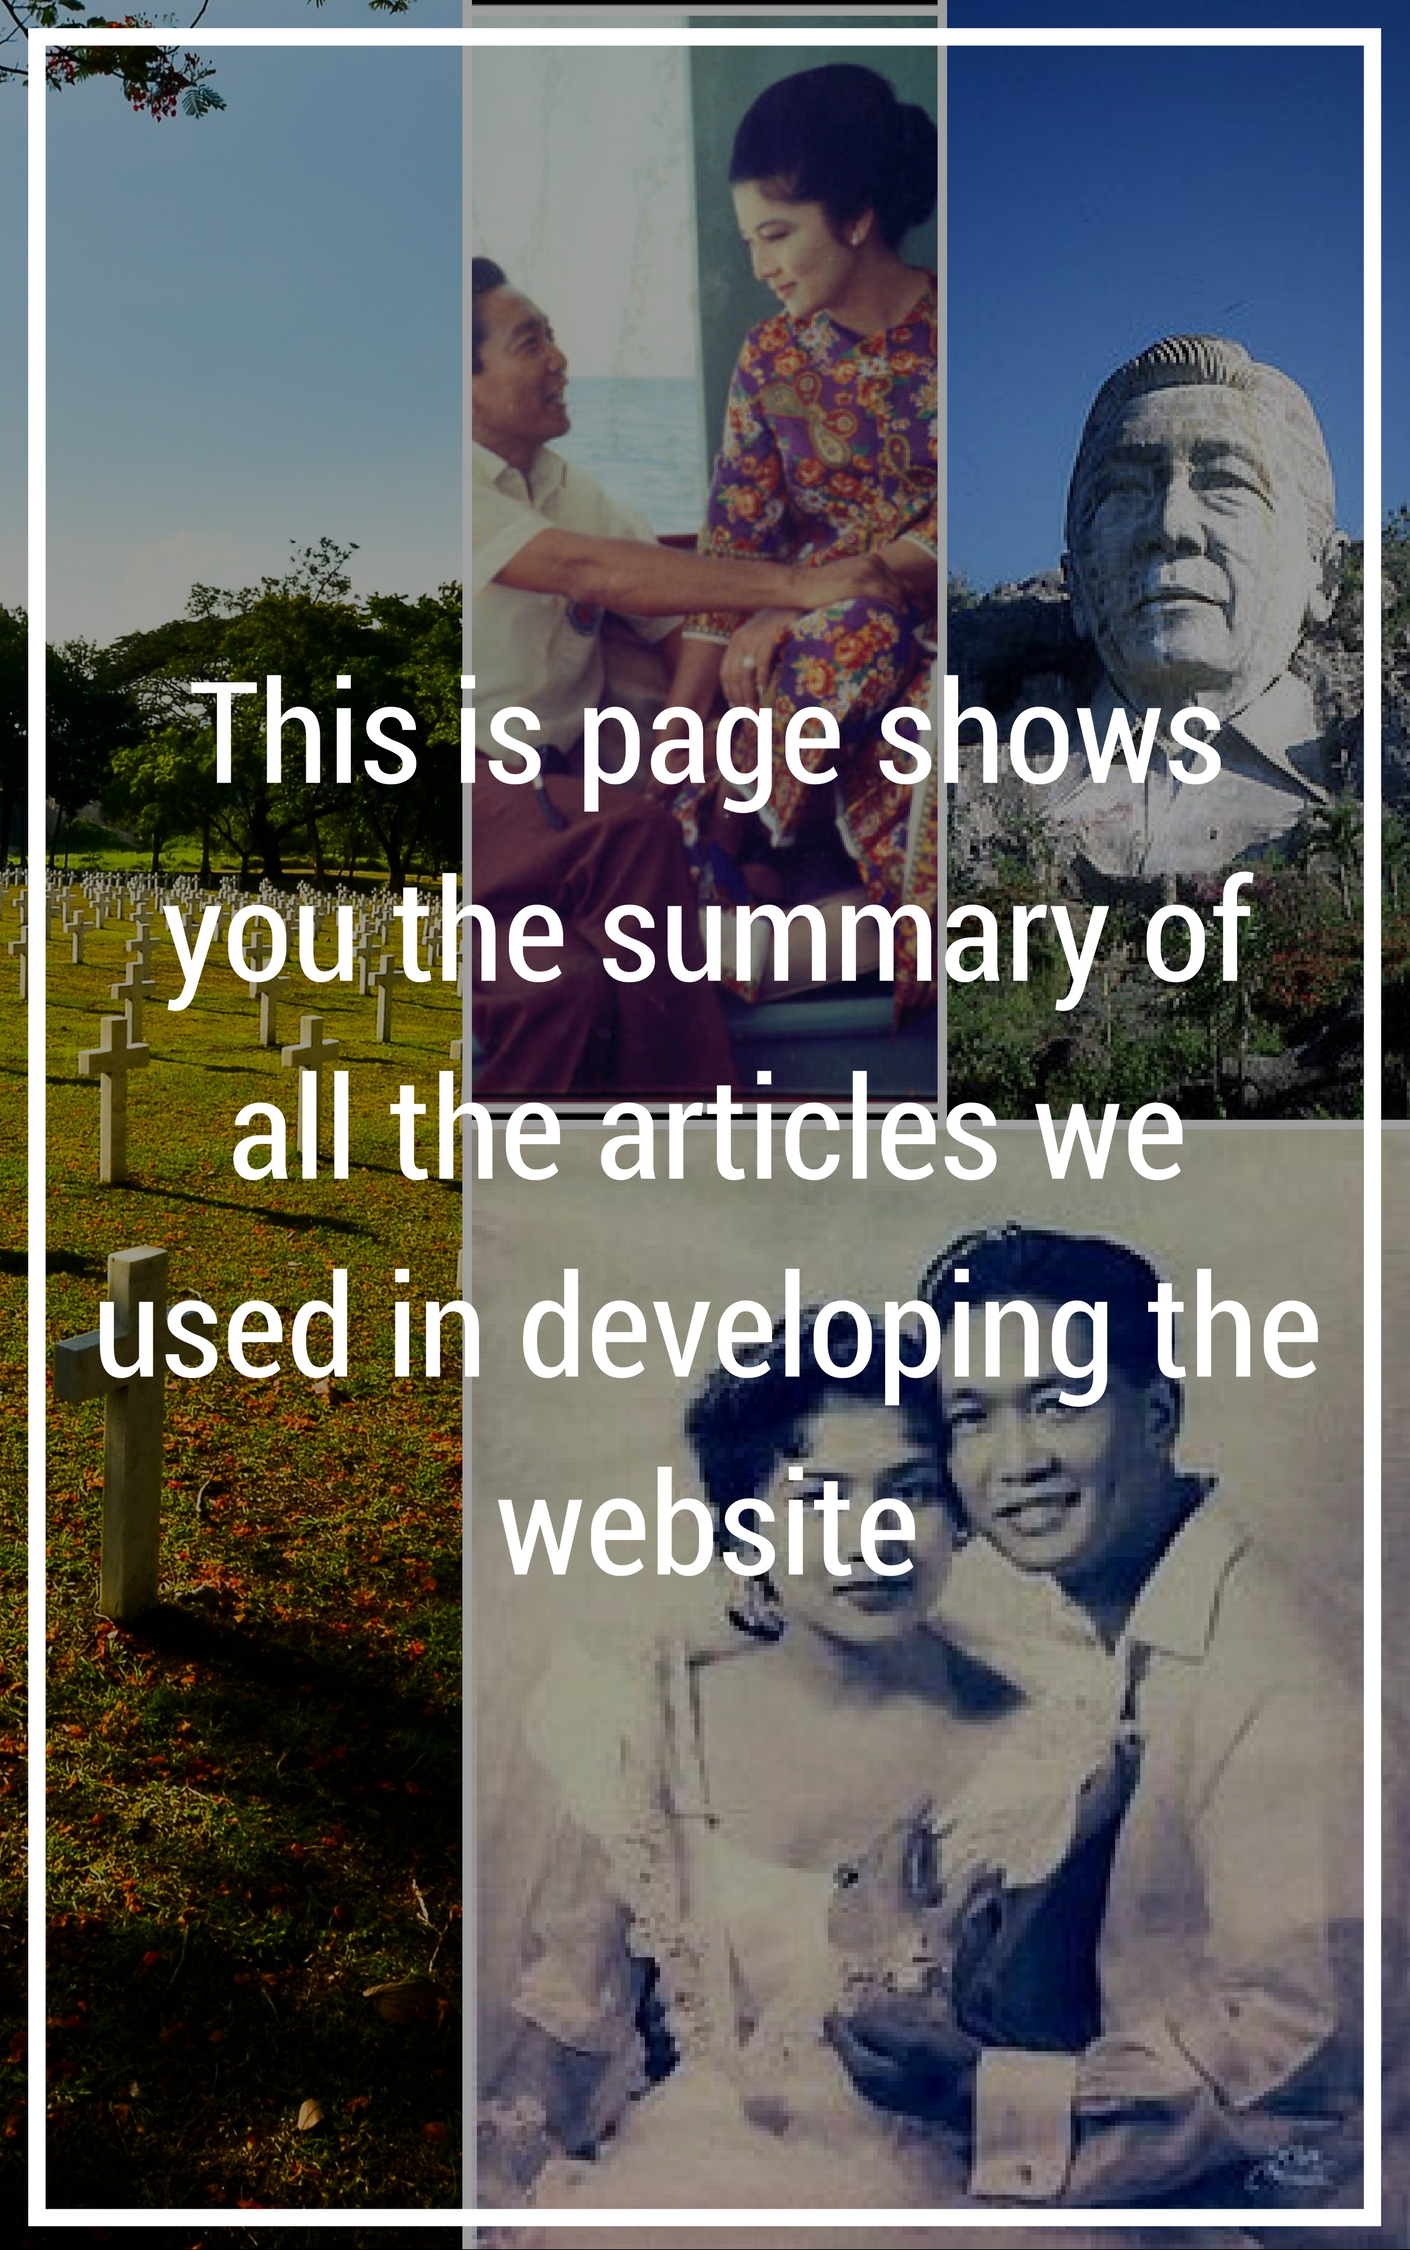 This is page shows
you the summary of
all the articles we
used in developing the
website